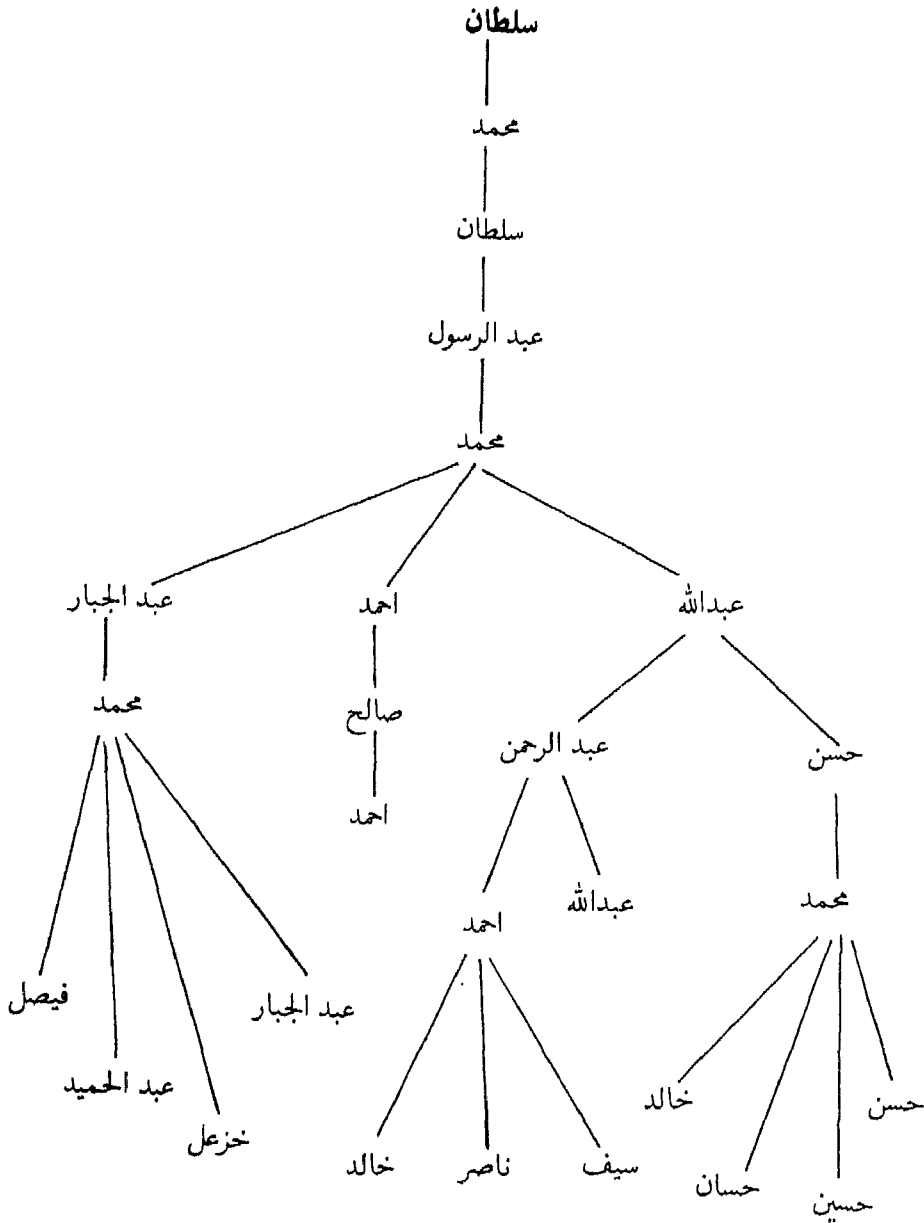 سلطان
محمد
سلطان
عبد الرسول
محمد
عبدالله
احمد
عبد الجبار
حسن
عبد الرحمن
صالح
محمد
احمد
محمد
عبدالله
احمد
عبد الجبار
فيصل
حسن
خالد
عبد الحميد
خزعل
حسين
حسان
سيف
ناصر
خالد